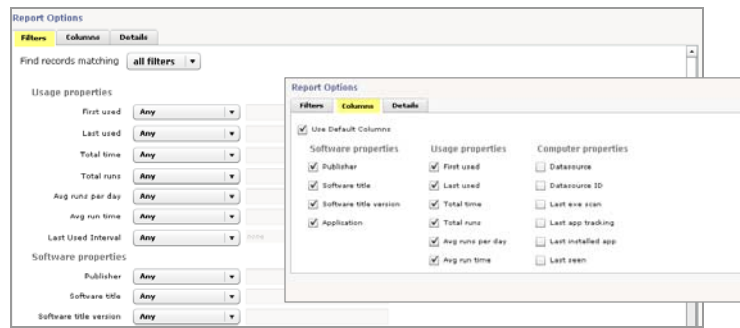 Report Options
Filters Columns Details
Find records matching all filters
Usage properties
First used Any
Last used Any
Total time Any
Total runs Any
Avg runs per day Any
Avg run time Any
Last Used Interval Any none
Software properties
Publisher Any
Software title Any
Software title version Any
Report Options
Filters Columns Details
Use Default Columns
Software properties Usage properties Computer properties
Publisher First used Datasource
Software title Last used Datasource ID
Software title version Total time Last exe scan
Application Total runs Last app tracking
Avg runs per day Last installed app
Avg run time Last seen